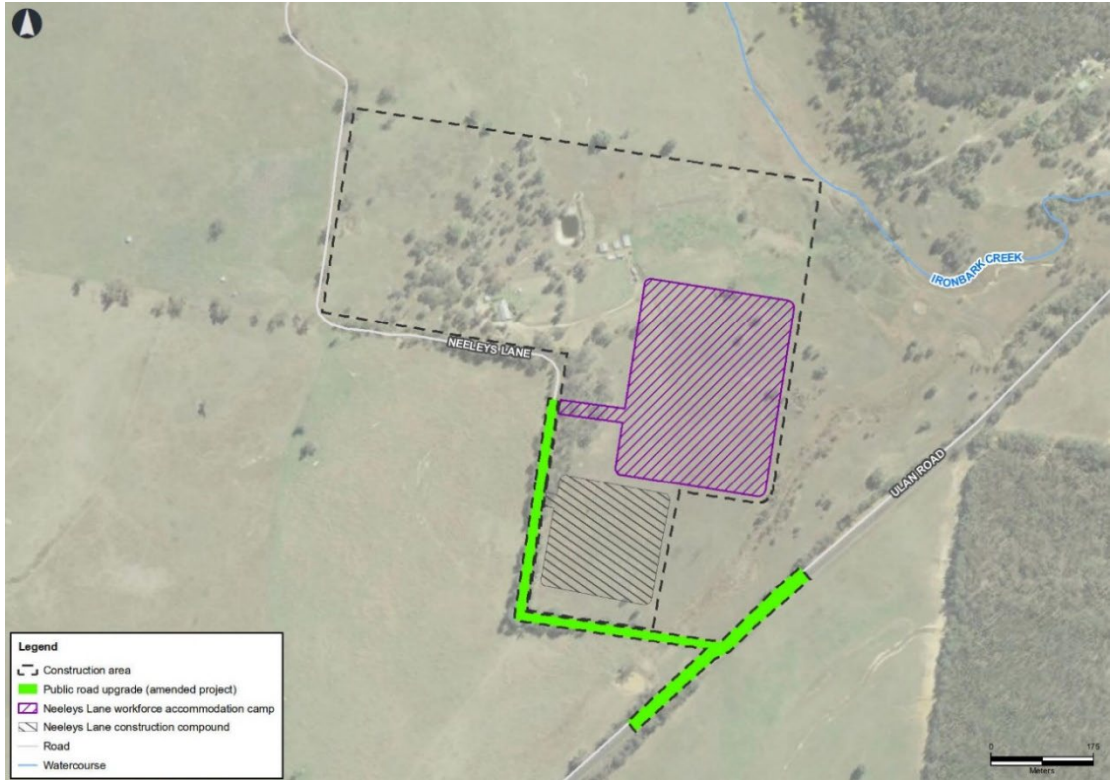 IRONBARK CREEK
NEELEYS LANE
ULAN ROAD
Legend
Construction area
Public road upgrade (amended project)
Neeleys Lane workforce accommodation camp
Neeleys Lane construction compound
Road
Watercourse
0 175
Meters